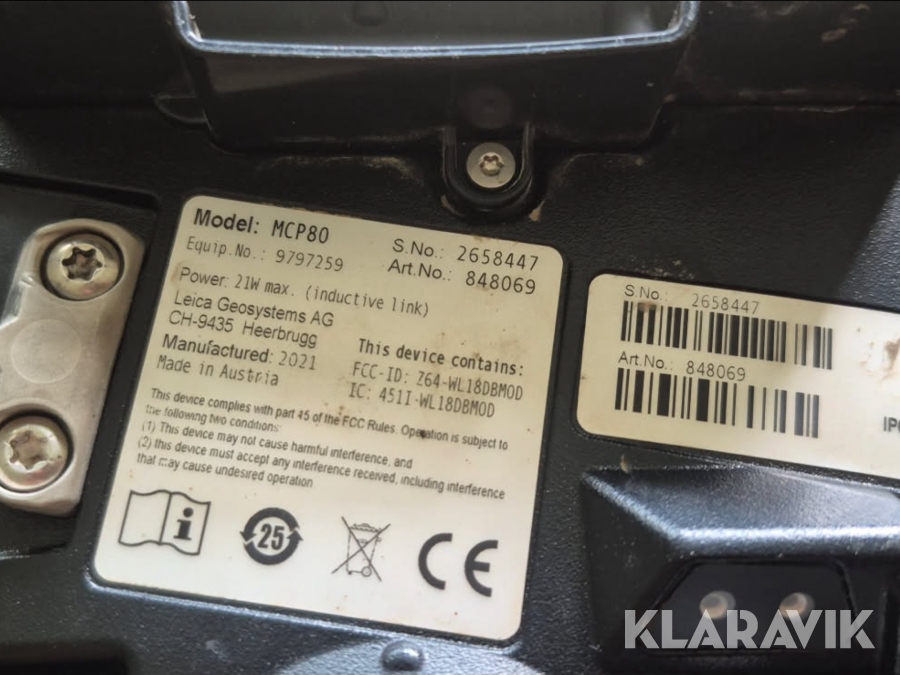 Model: MCP80
Equip.No.: 9797259
S.No.: 2658447
Art.No.: 848069
Power: 21W max. (inductive link)
Leica Geosystems AG
CH-9435 Heerbrugg
Manufactured: 2021
Made in Austria
This device contains:
FCC-ID: Z64-WL18DBMOD
IC: 451I-WL18DBMOD
This device complies with part 15 of the FCC Rules. Operation is subject to
the following two conditions:
(1) This device may not cause harmful interference, and
(2) this device must accept any interference received, including interference
that may cause undesired operation
i
25
CE
S.No.: 2658447
Art.No.: 848069
KLARAVIK